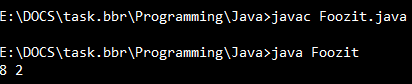 E:\DOCS\task.bbr\Programming\Java>javac Foozit.java
E:\DOCS\task.bbr\Programming\Java>java Foozit
8 2